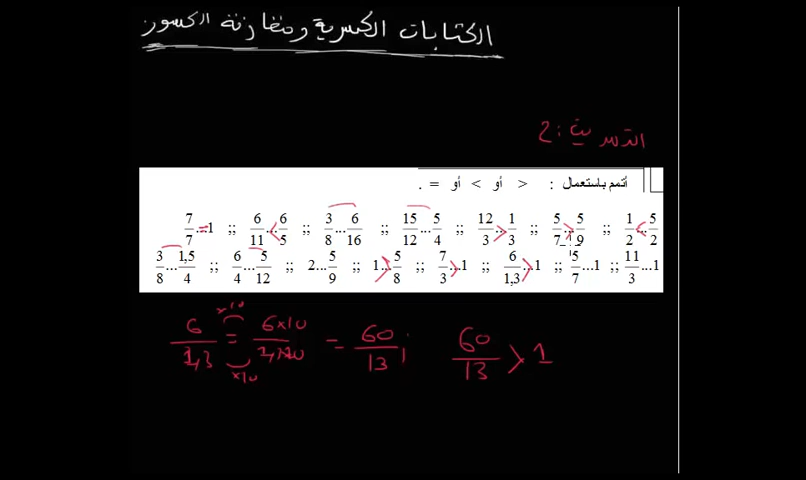 الكتابات الكسرية ومقارنة الكسور
التمرين 2:
أتمم باستعمال : > أو < أو = .
7/7 ...= 1 ;; 6/11 ...< 6/5 ;; 3/8 ... 6/16 ;; 15/12 ... 5/4 ;; 12/3 ...> 1/3 ;; 5/7 ...> 5/9 ;; 1/2 ...< 5/2
3/8 ... 1,5/4 ;; 6/4 ... 5/12 ;; 2 ... 5/9 ;; 1 ...> 5/8 ;; 7/3 ...> 1 ;; 6/1,3 ...> 1 ;; 5/7 ... 1 ;; 11/3 ... 1
×10
6/1,3 = 6×10/1,3×10 = 60/13 ; 60/13 > 1
×10